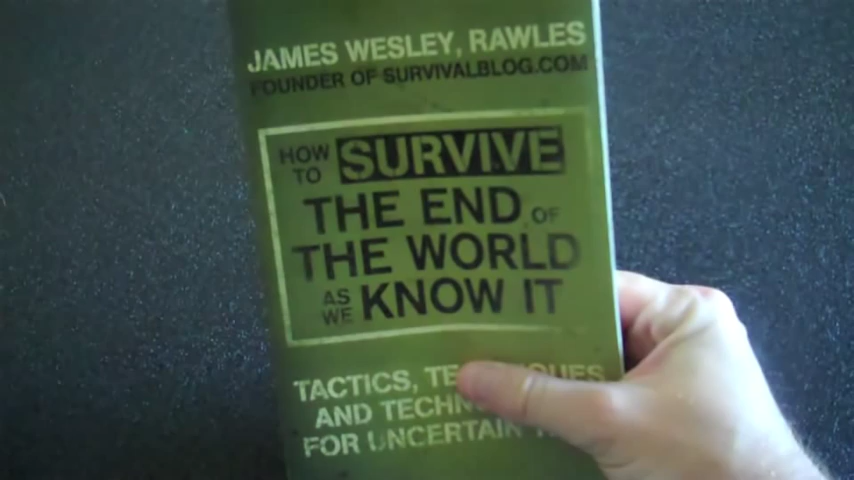 JAMES WESLEY, RAWLES
FOUNDER OF SURVIVALBLOG.COM
HOW TO SURVIVE
THE END OF
THE WORLD
AS WE KNOW IT
TACTICS,
AND
FOR UNCERTAIN